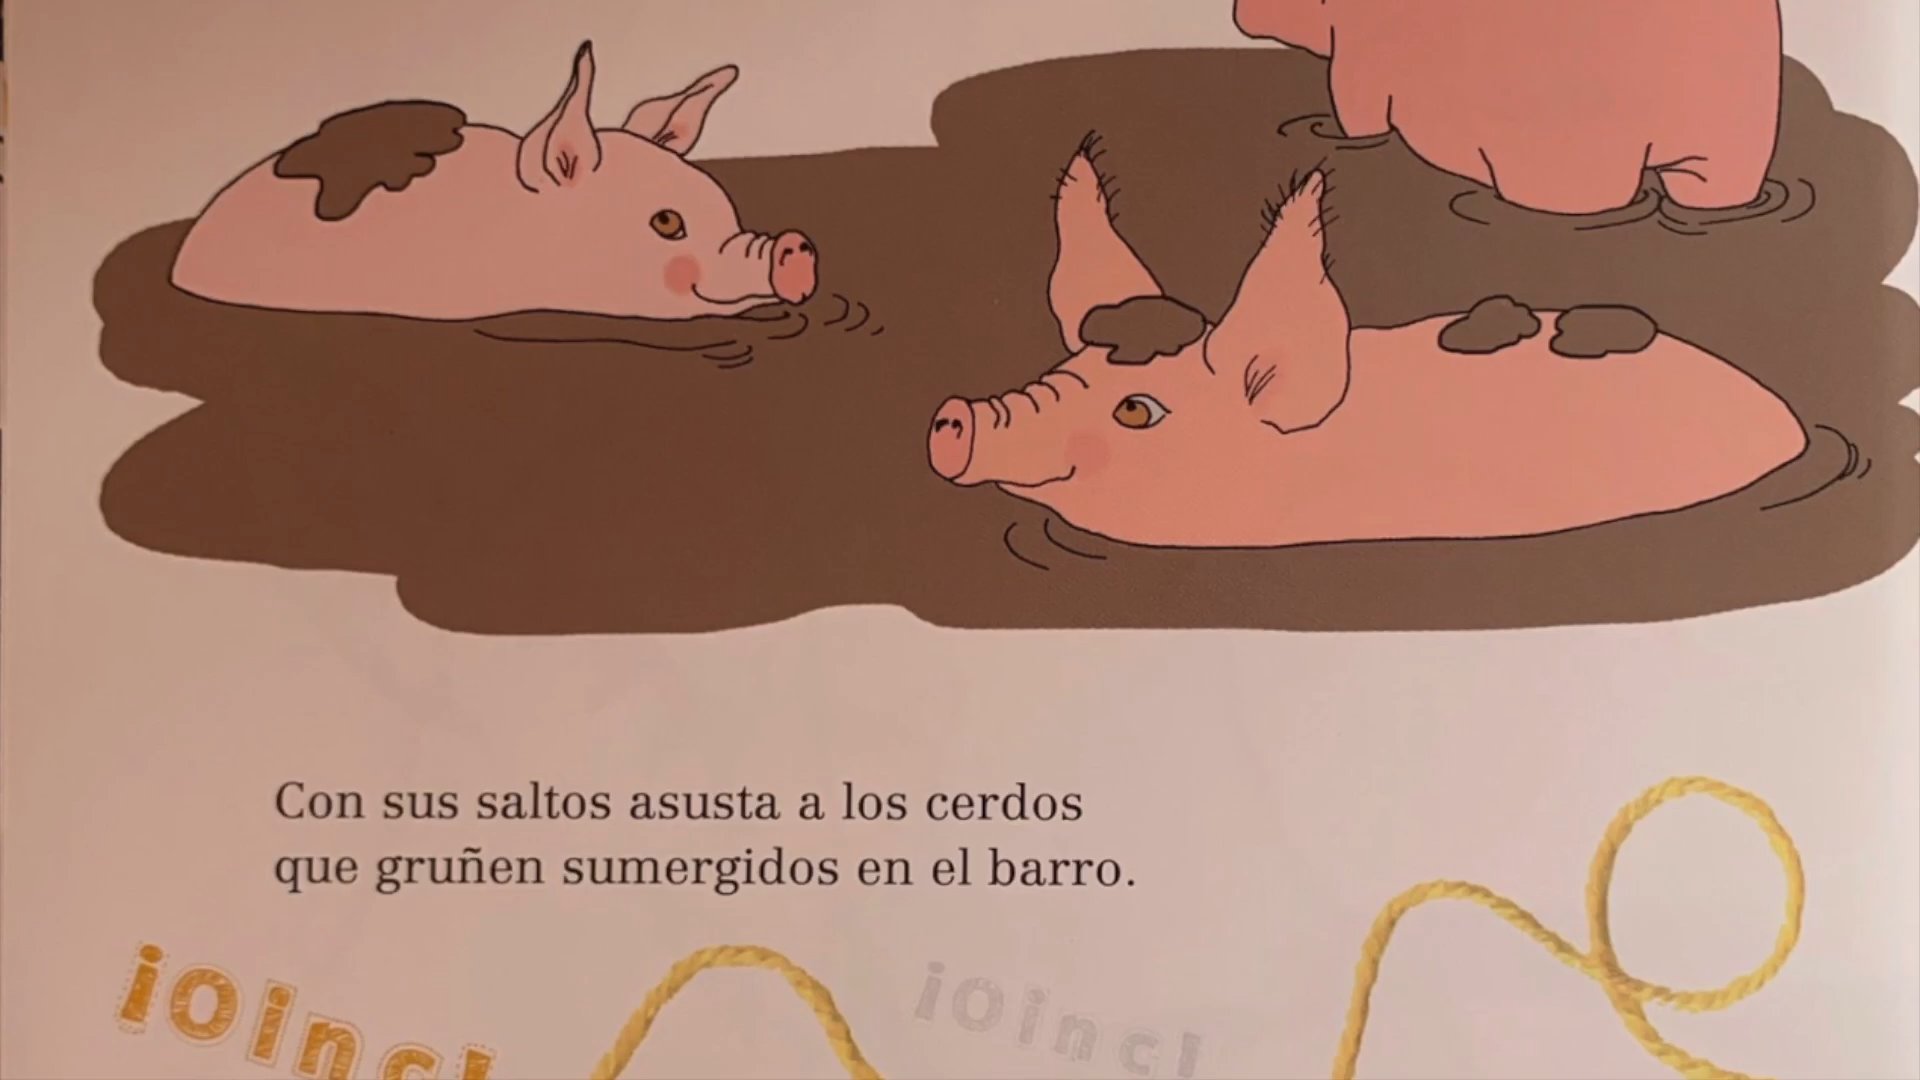 Con sus saltos asusta a los cerdos
que gruñen sumergidos en el barro.
¡Oinc!
¡Oinc!